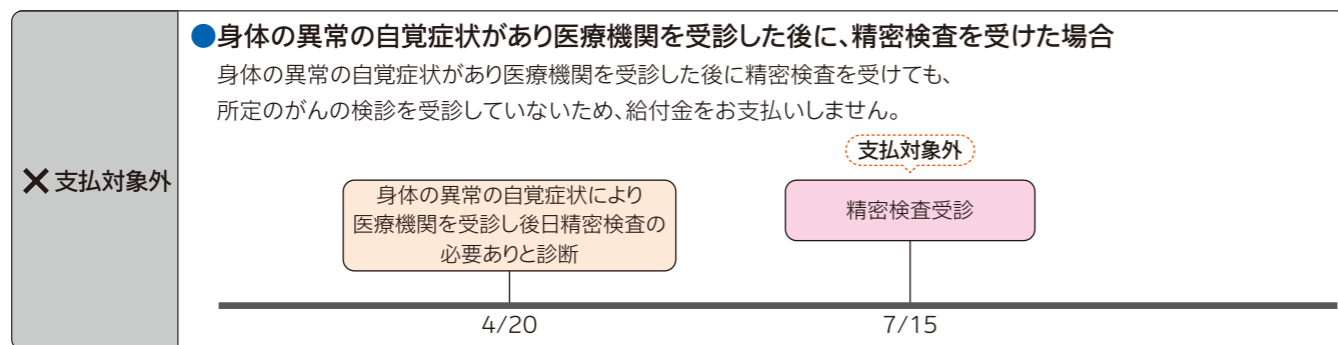 ●身体の異常の自覚症状があり医療機関を受診した後に、精密検査を受けた場合
身体の異常の自覚症状があり医療機関を受診した後に精密検査を受けても、
所定のがんの検診を受診していないため、給付金をお支払いしません。
✕支払対象外
支払対象外
身体の異常の自覚症状により
医療機関を受診し後日精密検査の
必要ありと診断
精密検査受診
4/20
7/15